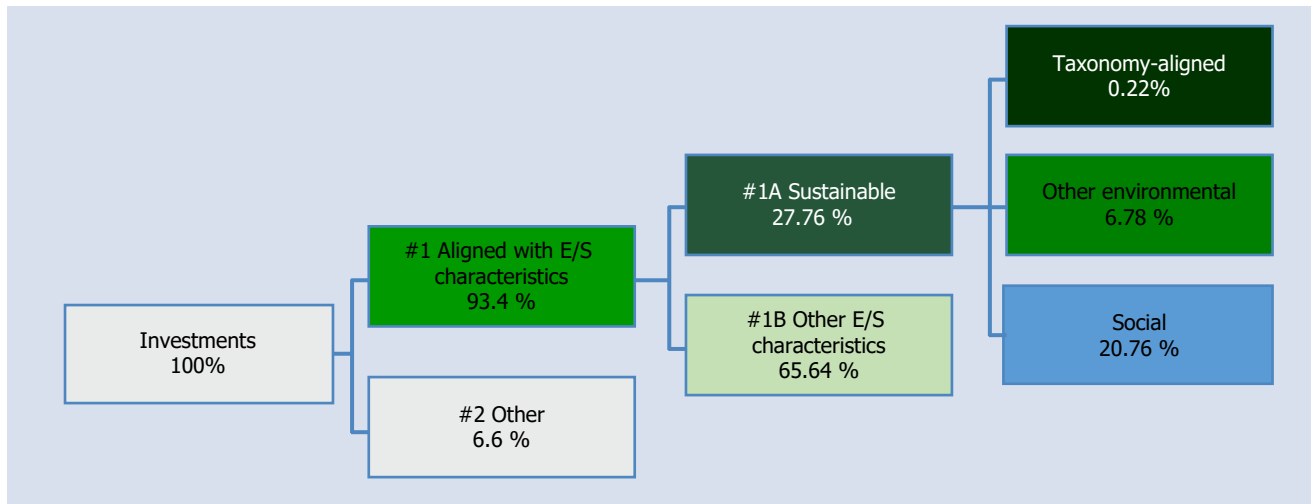 Investments
100%
#1 Aligned with E/S
characteristics
93.4 %
#2 Other
6.6 %
#1A Sustainable
27.76 %
#1B Other E/S
characteristics
65.64 %
Taxonomy-aligned
0.22%
Other environmental
6.78 %
Social
20.76 %